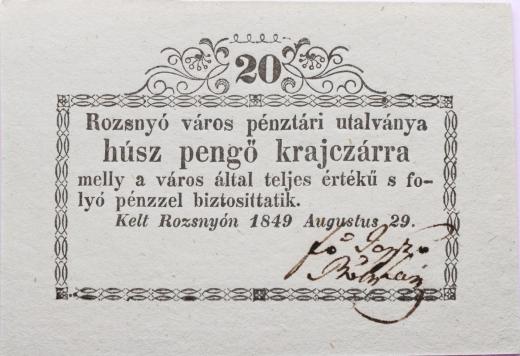 20
Rozsnyó város pénztári utalványa
húsz pengő krajczárra
melly a város által teljes értékű s fo-
lyó pénzzel biztosittatik.
Kelt Rozsnyón 1849 Augustus 29.